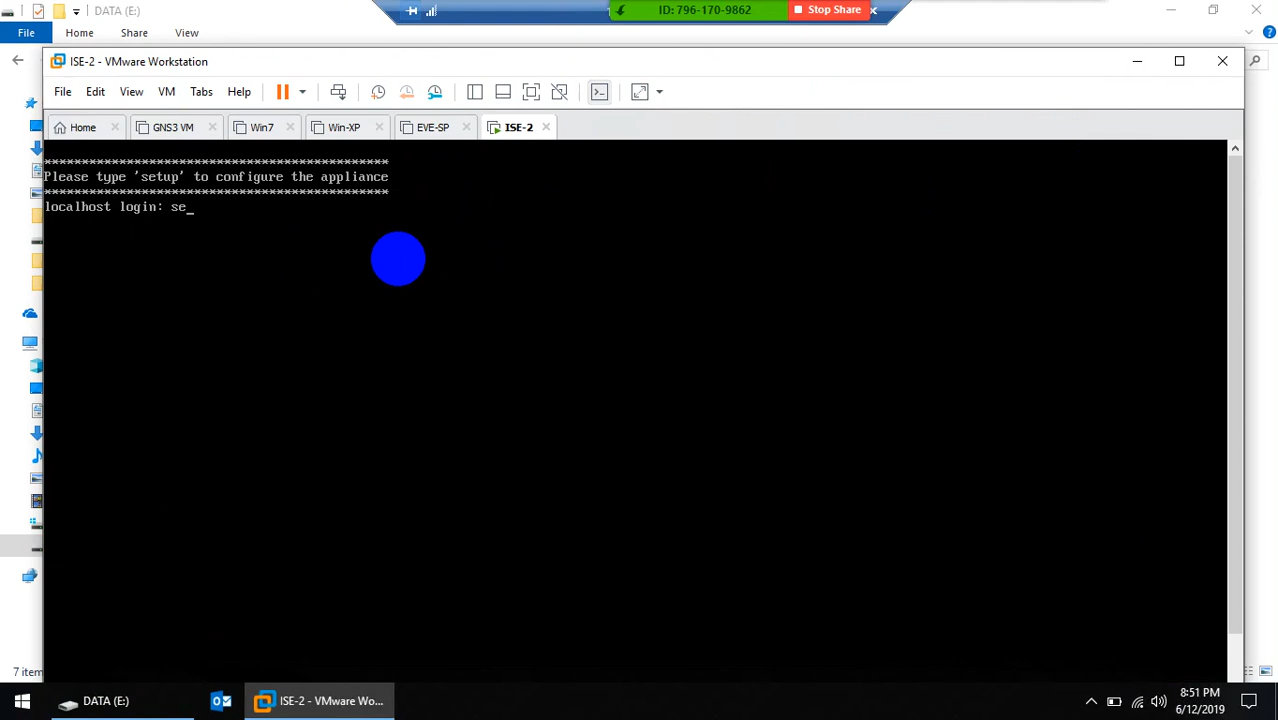 DATA (E:)
ID: 796-170-9862
Stop Share
File
Home
Share
View
ISE-2 - VMware Workstation
File
Edit
View
VM
Tabs
Help
Home
GNS3 VM
Win7
Win-XP
EVE-SP
ISE-2
***********************************************
Please type 'setup' to configure the appliance
***********************************************
localhost login: se_
7 item
DATA (E:)
ISE-2 - VMware Wo...
8:51 PM
6/12/2019